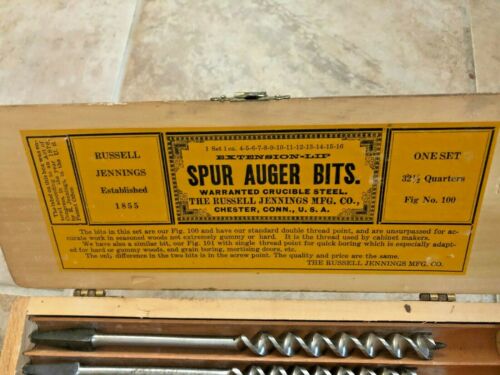 RUSSELL
JENNINGS
Established
1855
1 Set 1 ea. 4-5-6-7-8-9-10-11-12-13-14-15-16
EXTENSION-LIP
SPUR AUGER BITS.
WARRANTED CRUCIBLE STEEL.
THE RUSSELL JENNINGS MFG. CO.,
CHESTER, CONN., U. S. A.
ONE SET
32½ Quarters
Fig No. 100
The bits in this set are our Fig. 100 and have our standard double thread point, and are unsurpassed for ac-
curate work in seasoned woods not extremely gummy or hard. It is the thread used by cabinet makers.
We have also a similar bit, our Fig. 101 with single thread point for quick boring which is especially adapt-
ed for hard or gummy woods, and grain boring, mortising doors, etc.
The only difference in the two bits is in the screw point. The quality and price are the same.
THE RUSSELL JENNINGS MFG. CO.